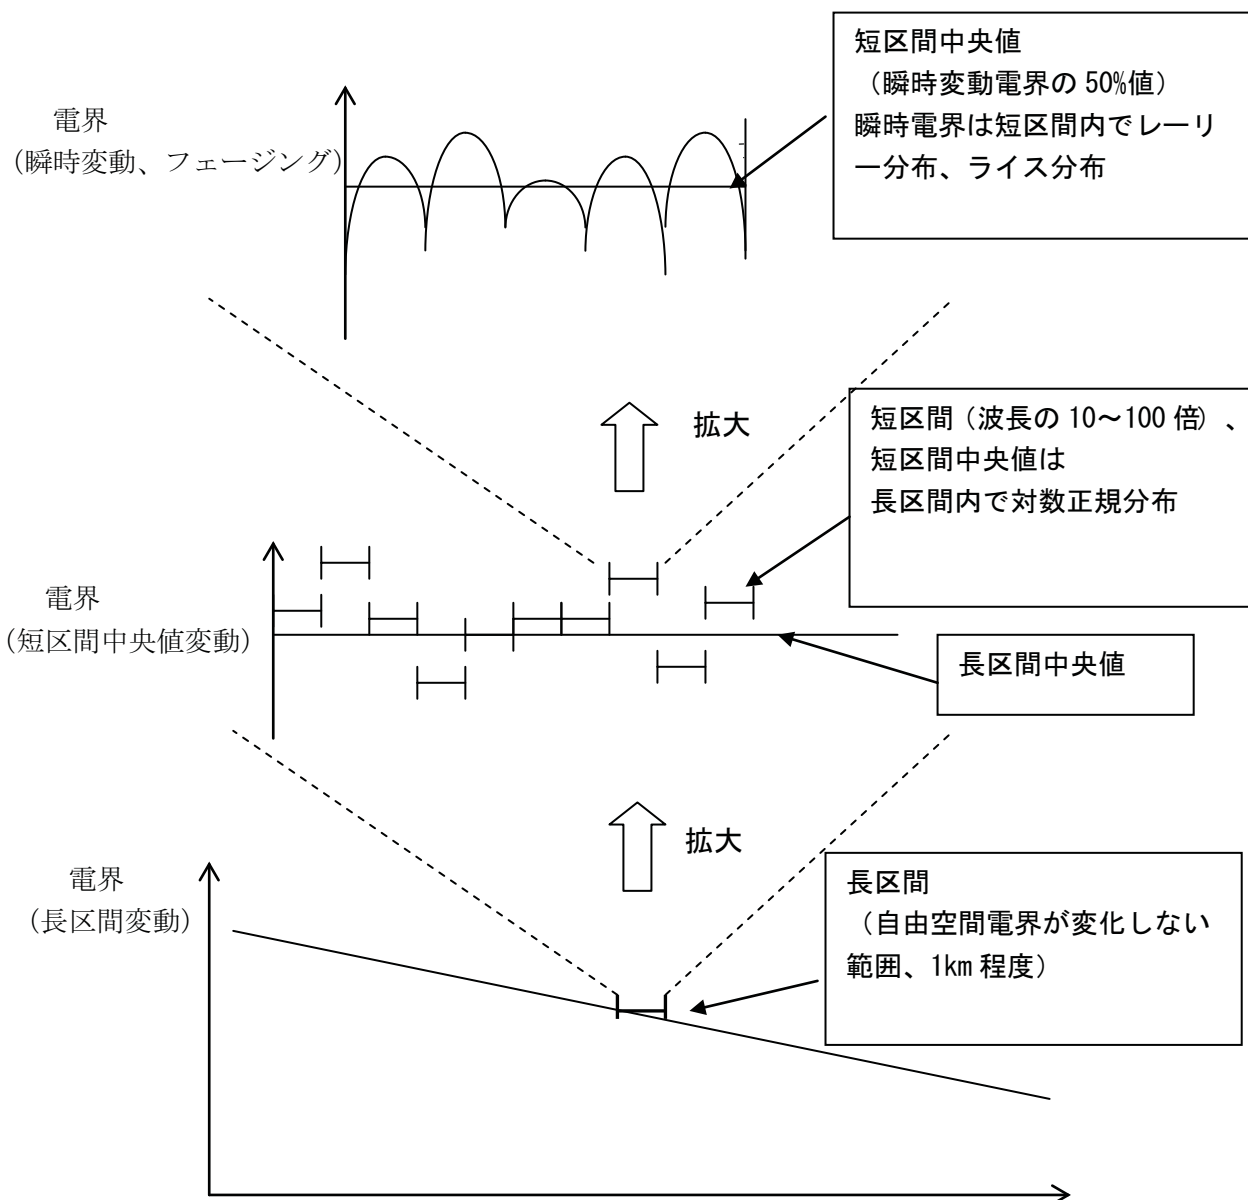 短区間中央値
（瞬時変動電界の 50%値）
瞬時電界は短区間内でレーリ
ー分布、ライス分布
電界
（瞬時変動、フェージング）
拡大
短区間（波長の 10～100 倍）、
短区間中央値は
長区間内で対数正規分布
電界
（短区間中央値変動）
長区間中央値
拡大
電界
（長区間変動）
長区間
（自由空間電界が変化しない
範囲、1km 程度）